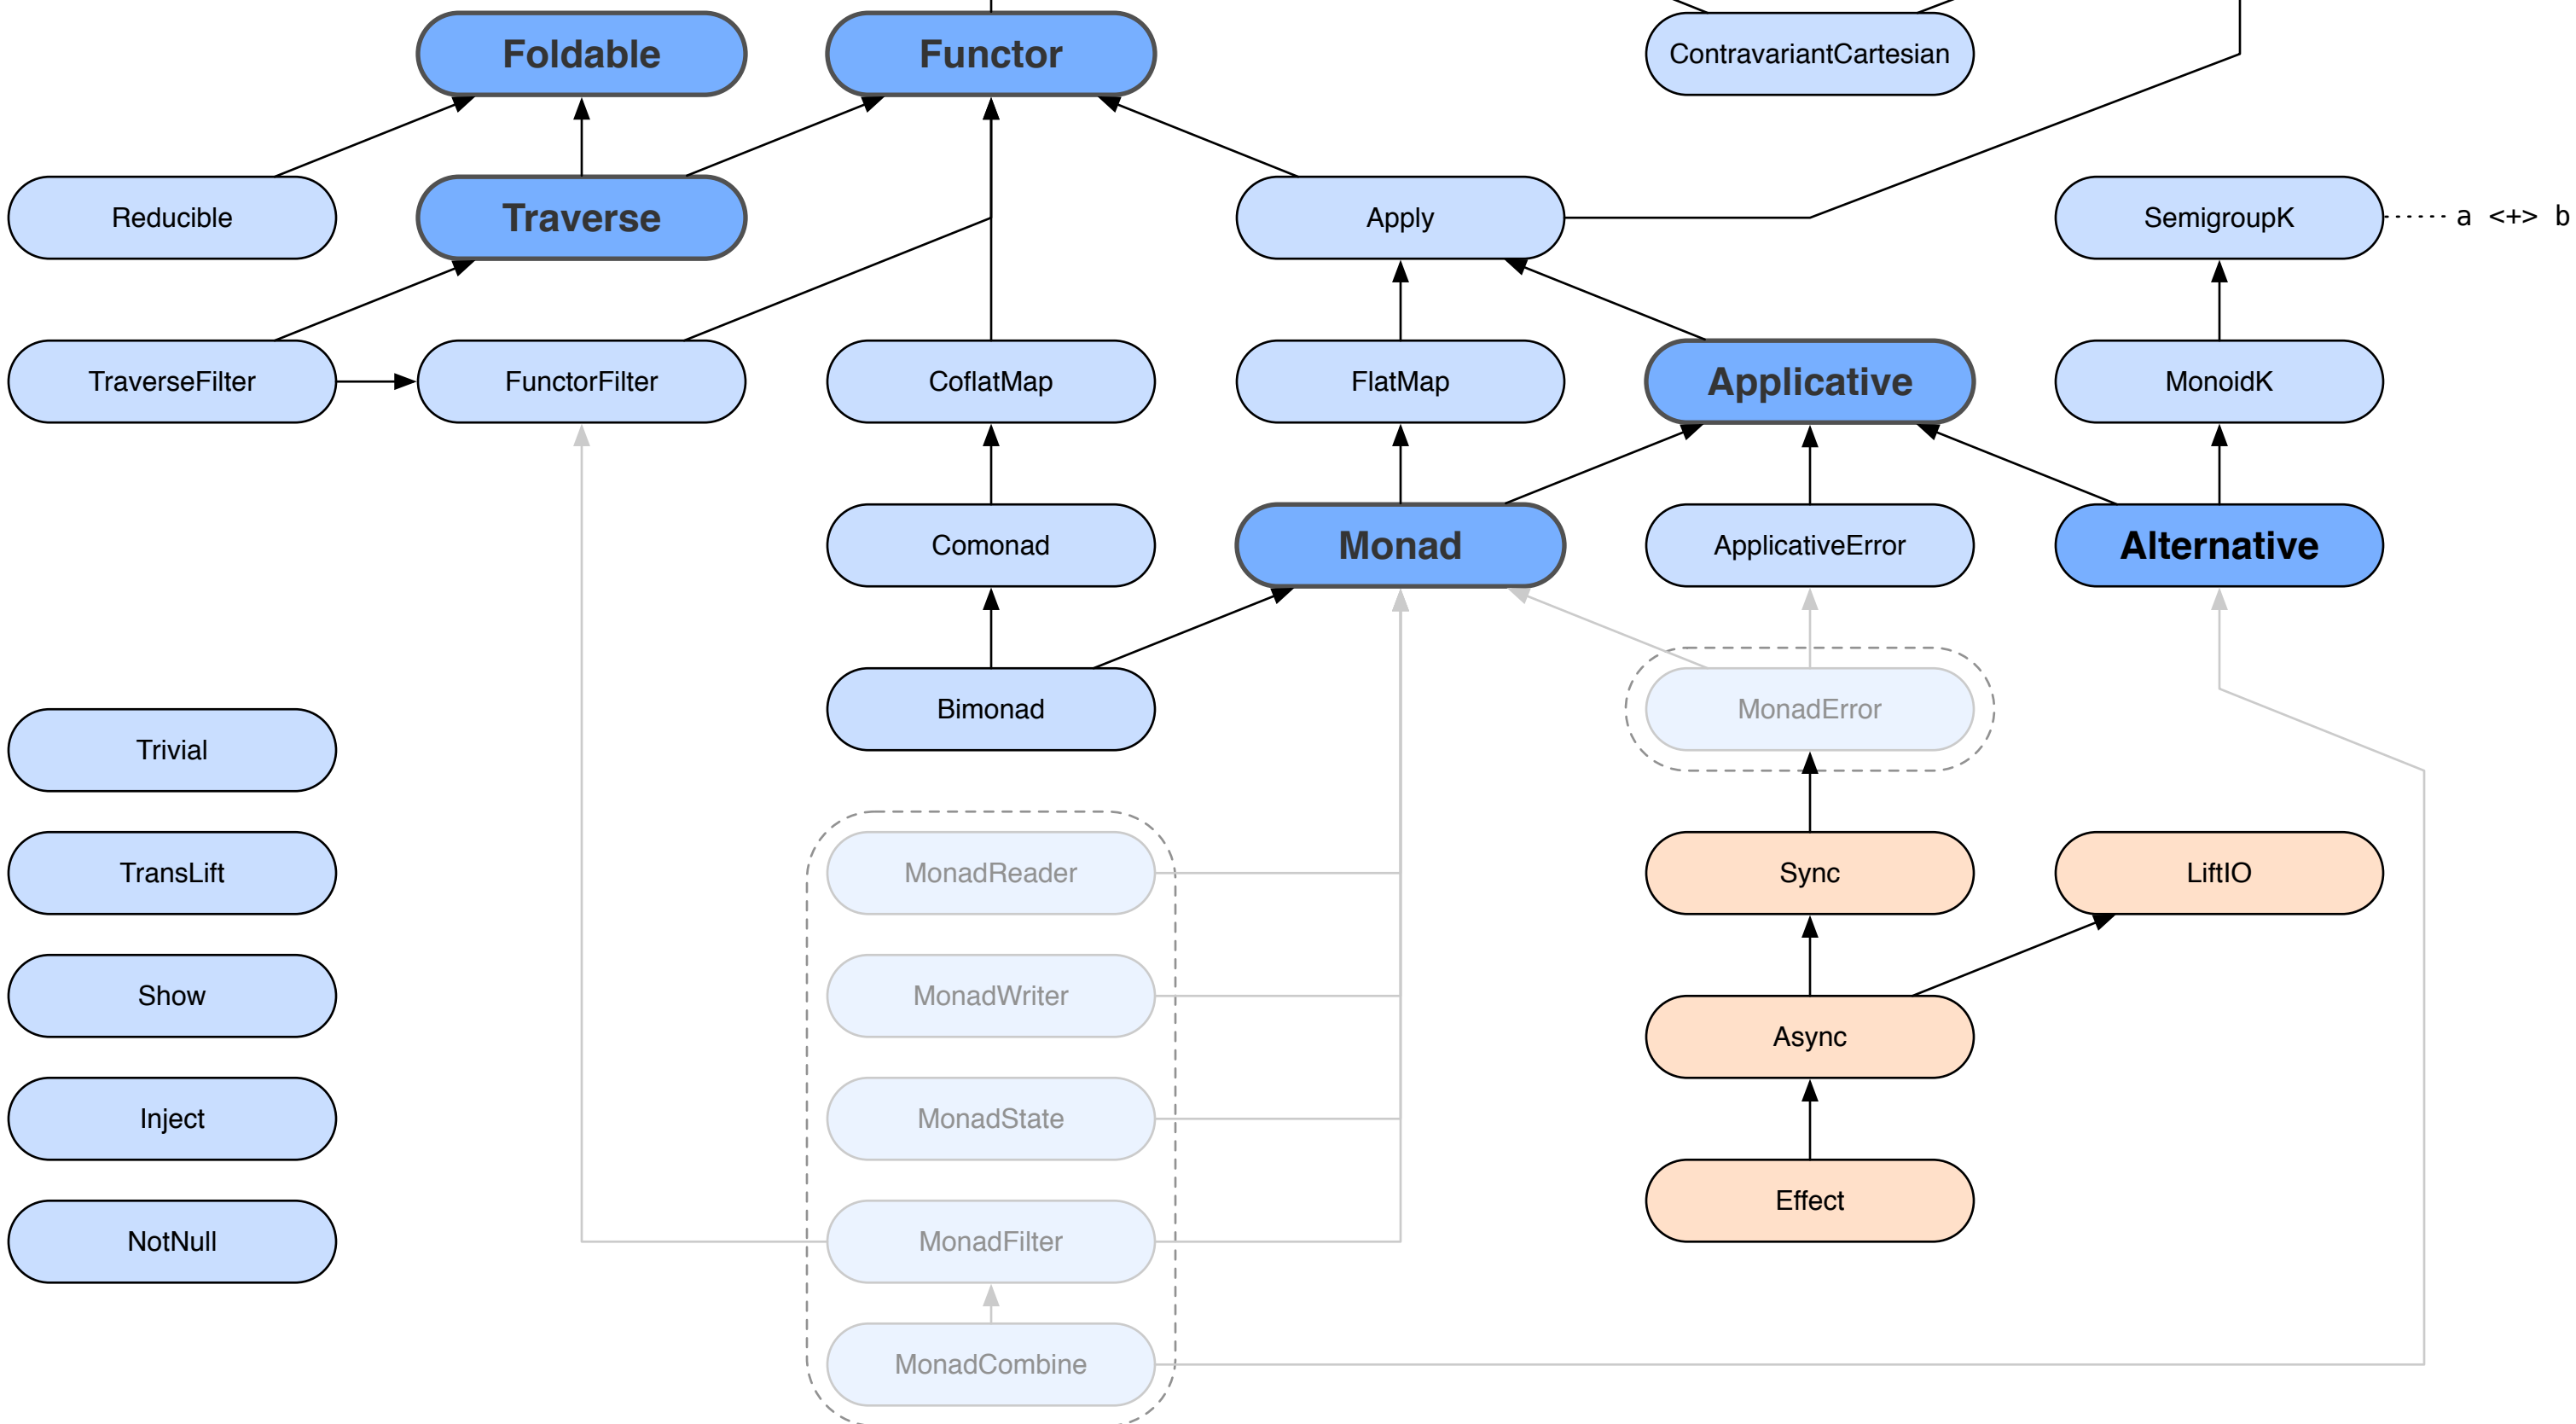 Foldable
Functor
ContravariantCartesian
Reducible
Traverse
Apply
SemigroupK
a <+> b
TraverseFilter
FunctorFilter
CoflatMap
FlatMap
Applicative
MonoidK
Comonad
Monad
ApplicativeError
Alternative
Bimonad
MonadError
Trivial
TransLift
MonadReader
Sync
LiftIO
Show
MonadWriter
Async
Inject
MonadState
Effect
NotNull
MonadFilter
MonadCombine